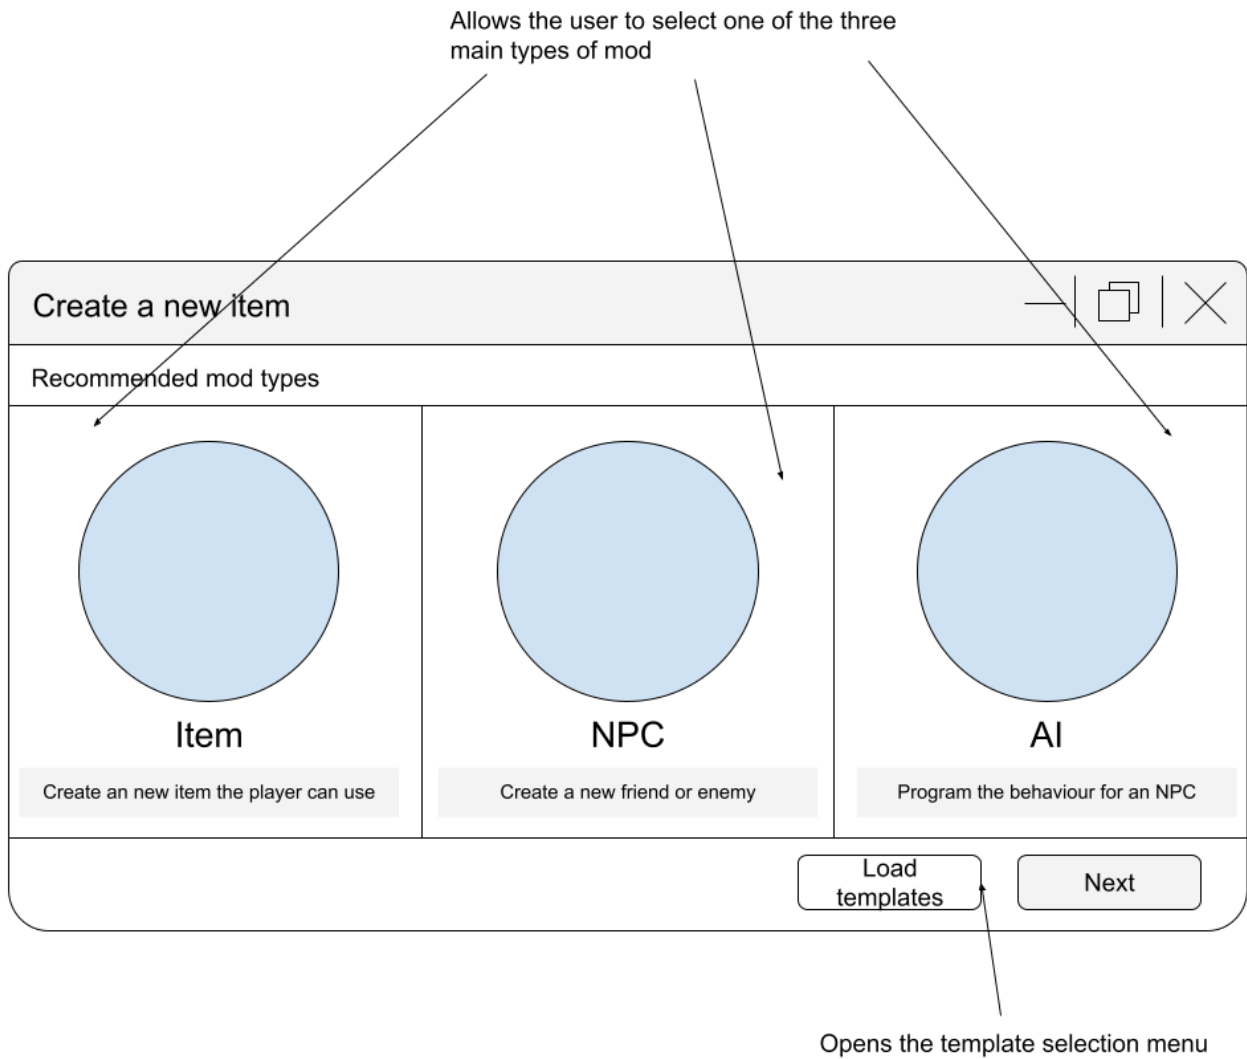 Allows the user to select one of the three
main types of mod
Create a new item
Recommended mod types
Item
NPC
AI
Create an new item the player can use
Create a new friend or enemy
Program the behaviour for an NPC
Load
templates
Next
Opens the template selection menu